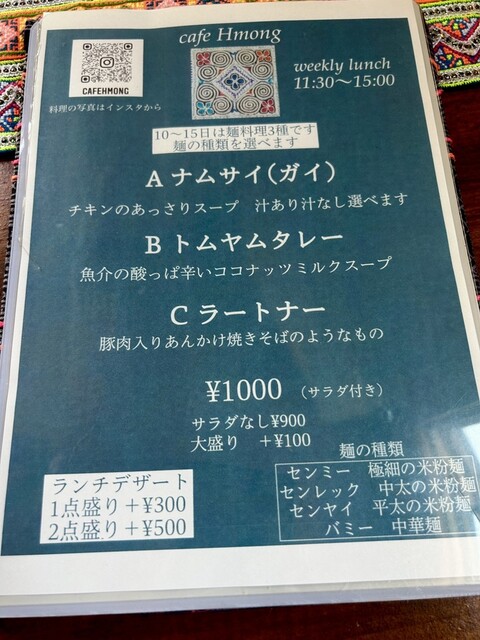 cafe Hmong
CAFEHMONG
料理の写真はインスタから
weekly lunch
11:30〜15:00
10〜15日は麺料理3種です
麺の種類を選べます
A ナムサイ(ガイ)
チキンのあっさりスープ　汁あり汁なし選べます
B トムヤムタレー
魚介の酸っぱ辛いココナッツミルクスープ
C ラートナー
豚肉入りあんかけ焼きそばのようなもの
¥1000 （サラダ付き）
サラダなし¥900
大盛り　＋¥100
ランチデザート
1点盛り＋¥300
2点盛り＋¥500
麺の種類
センミー　極細の米粉麺
センレック　中太の米粉麺
センヤイ　平太の米粉麺
バミー　中華麺